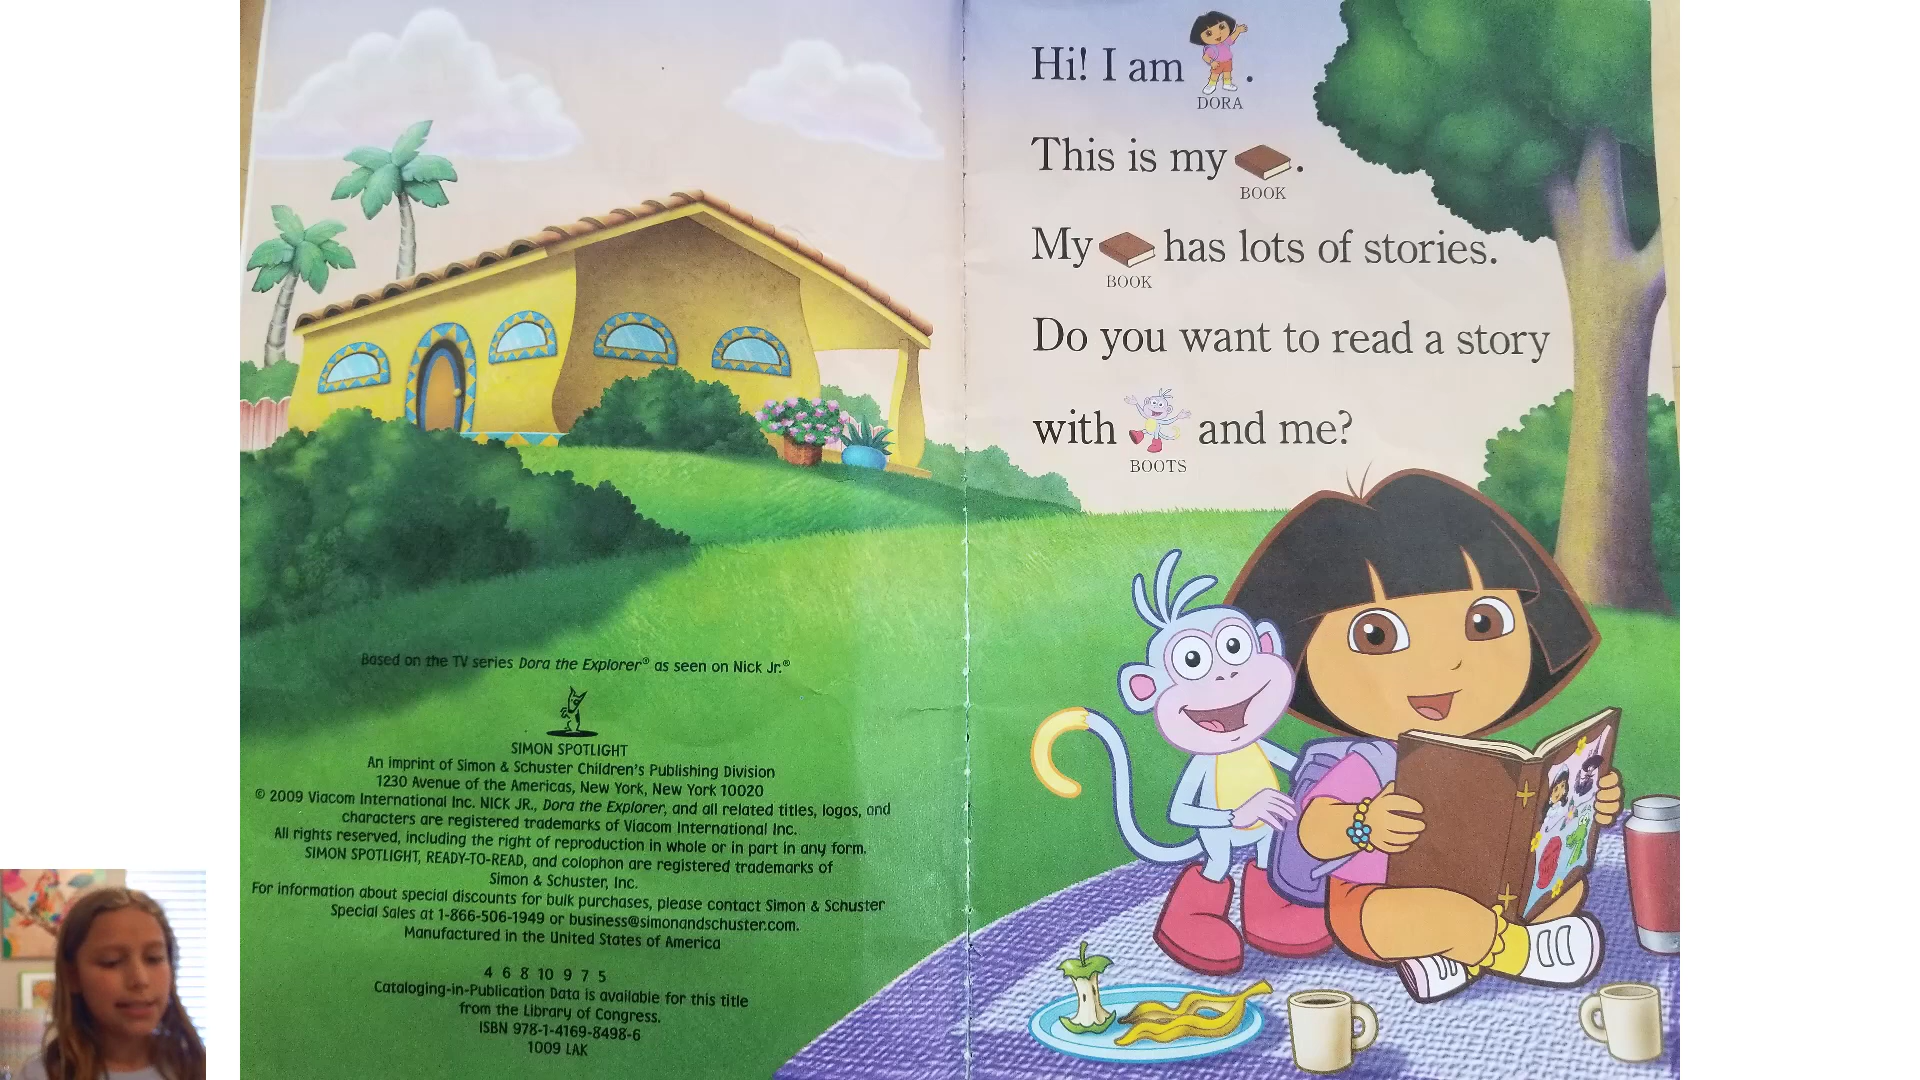 Based on the TV series Dora the Explorer® as seen on Nick Jr.®
SIMON SPOTLIGHT
An imprint of Simon & Schuster Children's Publishing Division
1230 Avenue of the Americas, New York, New York 10020
© 2009 Viacom International Inc. NICK JR., Dora the Explorer, and all related titles, logos, and
characters are registered trademarks of Viacom International Inc.
All rights reserved, including the right of reproduction in whole or in part in any form.
SIMON SPOTLIGHT, READY-TO-READ, and colophon are registered trademarks of
Simon & Schuster, Inc.
For information about special discounts for bulk purchases, please contact Simon & Schuster
Special Sales at 1-866-506-1949 or business@simonandschuster.com.
Manufactured in the United States of America
4 6 8 10 9 7 5
Cataloging-in-Publication Data is available for this title
from the Library of Congress.
ISBN 978-1-4169-8498-6
1009 LAK
Hi! I am .
DORA
This is my .
BOOK
My has lots of stories.
BOOK
Do you want to read a story
with and me?
BOOTS